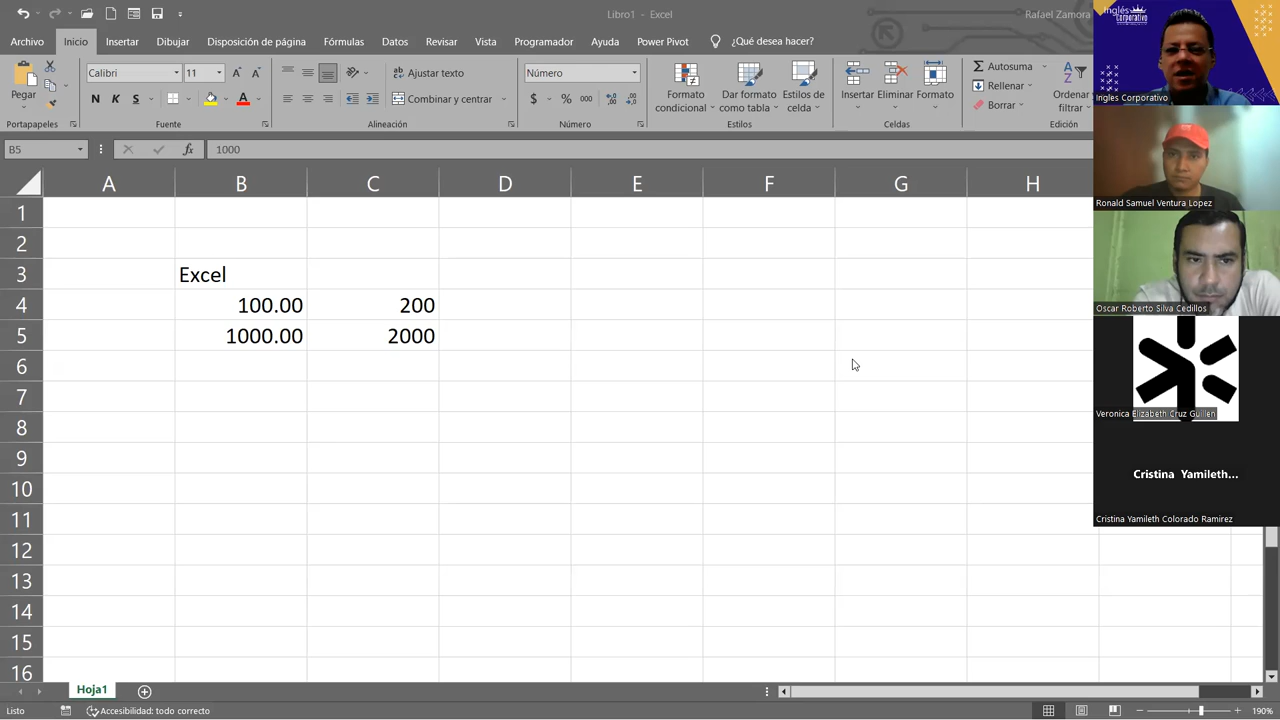 Libro1 - Excel
Rafael Zamora
Archivo Inicio Insertar Dibujar Disposición de página Fórmulas Datos Revisar Vista Programador Ayuda Power Pivot ¿Qué desea hacer?
Pegar
Calibri 11
N K S
Ajustar texto
Combinar y centrar
Número
$ % 000
Formato condicional
Dar formato como tabla
Estilos de celda
Insertar Eliminar Formato
Autosuma
Rellenar
Borrar
Ordenar
filtrar
Portapapeles Fuente Alineación Número Estilos Celdas Edición
B5 fx 1000
A B C D E F G H
1
2
3 Excel
4 100.00 200
5 1000.00 2000
6
7
8
9
10
11
12
13
14
15
16
Hoja1
Listo Accesibilidad: todo correcto 190%
Inglés
Corporativo
Ingles Corporativo
Ronald Samuel Ventura Lopez
Oscar Roberto Silva Cedillos
Veronica Elizabeth Cruz Guillen
Cristina Yamileth...
Cristina Yamileth Colorado Ramirez